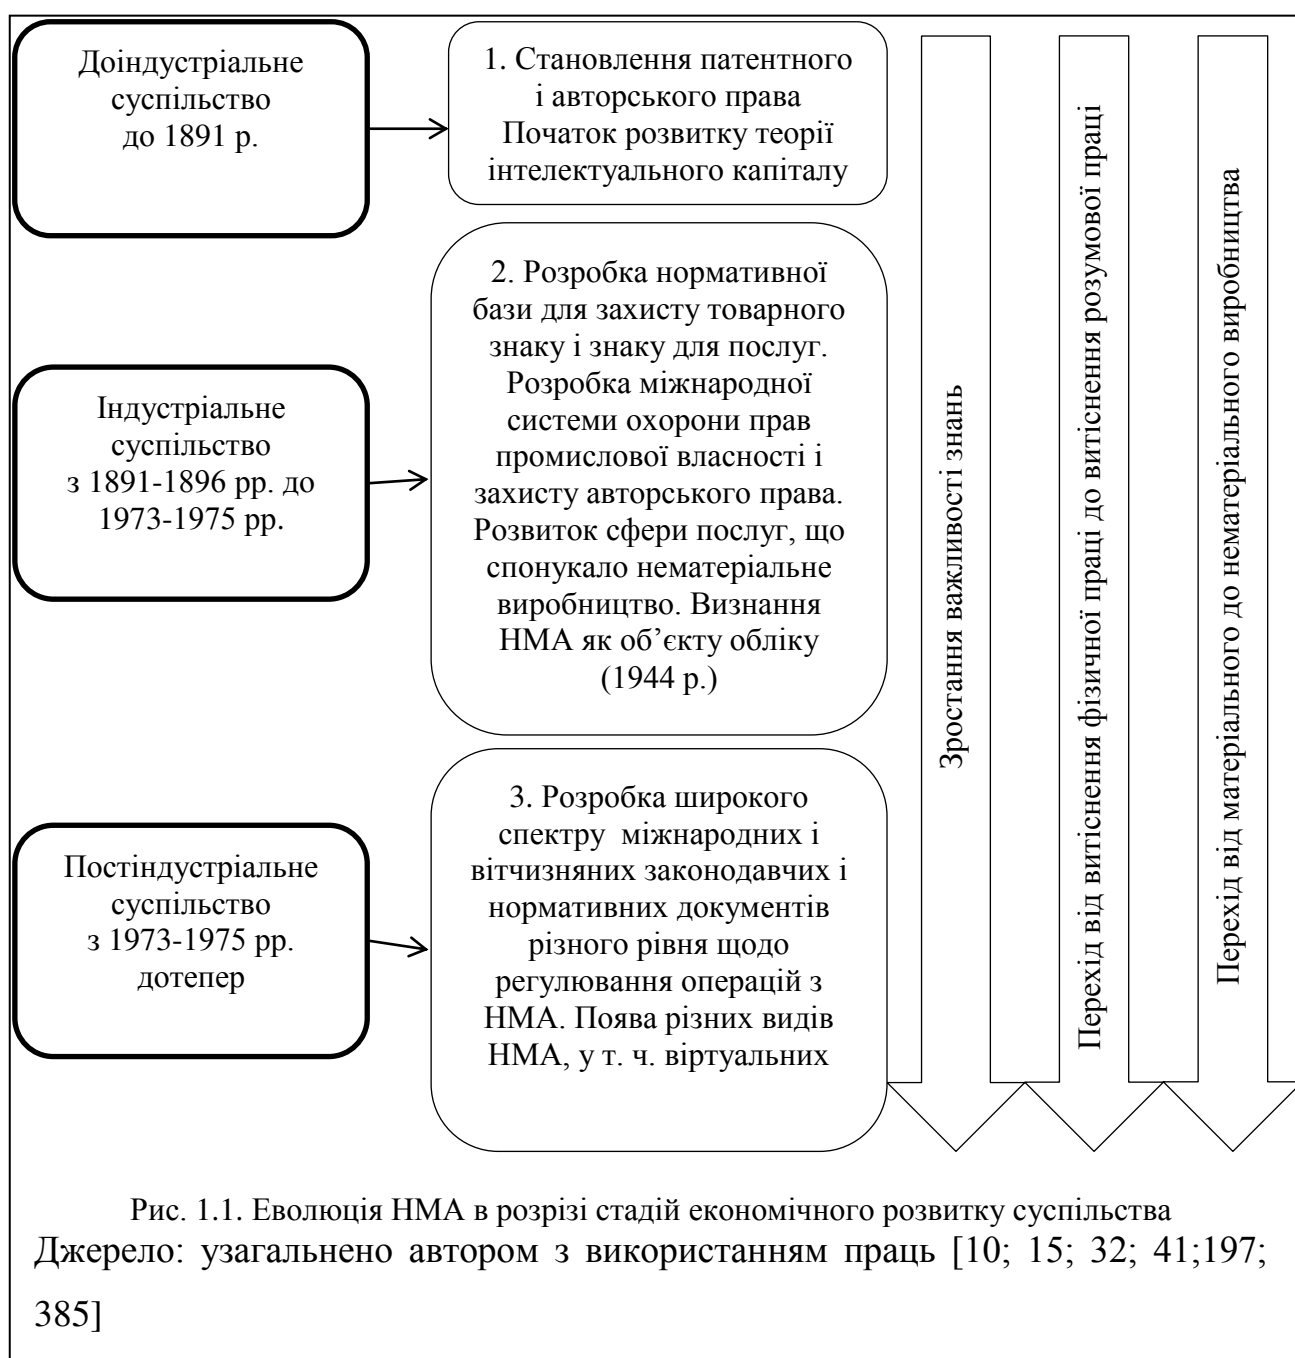 Доіндустріальне
суспільство
до 1891 р.
1. Становлення патентного
і авторського права
Початок розвитку теорії
інтелектуального капіталу
Індустріальне
суспільство
з 1891-1896 рр. до
1973-1975 рр.
2. Розробка нормативної
бази для захисту товарного
знаку і знаку для послуг.
Розробка міжнародної
системи охорони прав
промислової власності і
захисту авторського права.
Розвиток сфери послуг, що
спонукало нематеріальне
виробництво. Визнання
НМА як об’єкту обліку
(1944 р.)
Постіндустріальне
суспільство
з 1973-1975 рр.
дотепер
3. Розробка широкого
спектру міжнародних і
вітчизняних законодавчих і
нормативних документів
різного рівня щодо
регулювання операцій з
НМА. Поява різних видів
НМА, у т. ч. віртуальних
Зростання важливості знань
Перехід від витіснення фізичної праці до витіснення розумової праці
Перехід від матеріального до нематеріального виробництва
Рис. 1.1. Еволюція НМА в розрізі стадій економічного розвитку суспільства
Джерело: узагальнено автором з використанням праць [10; 15; 32; 41;197;
385]